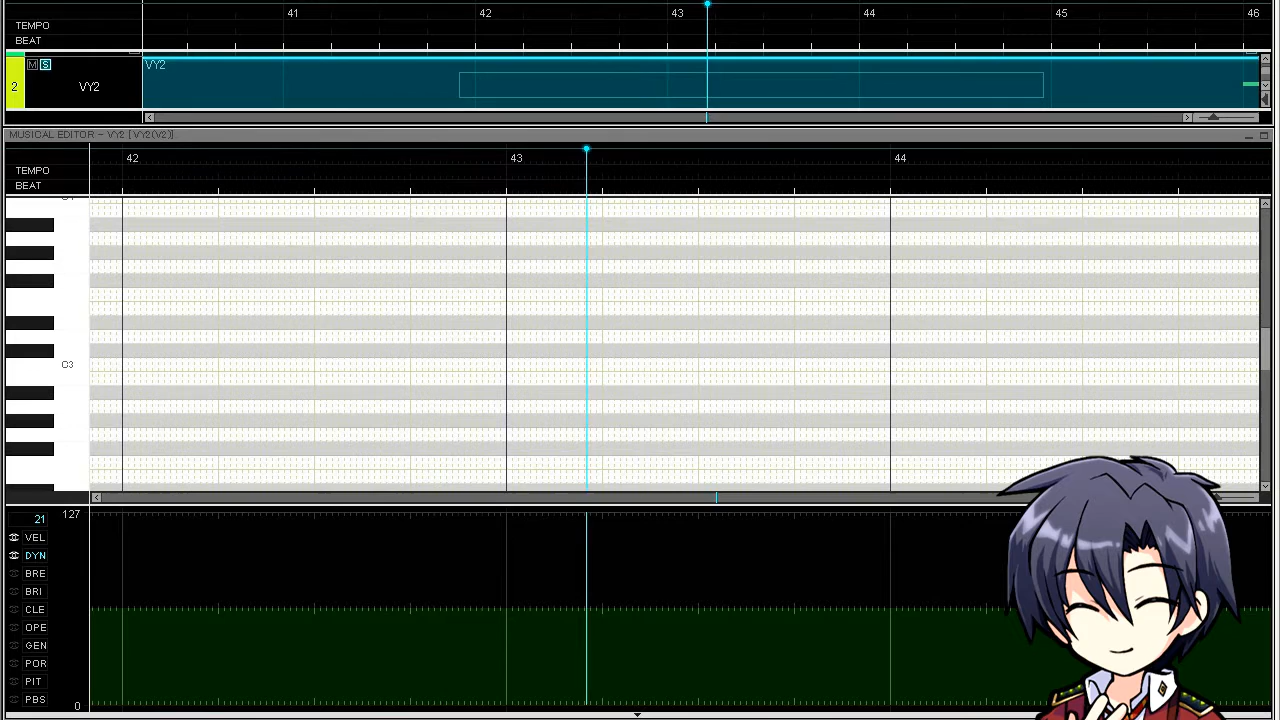 41 42 43 44 45 46
TEMPO
BEAT
M S VY2
2 VY2
MUSICAL EDITOR - VY2 [ VY2(V2)]
42 43 44
TEMPO
BEAT
C3
21 127
VEL
DYN
BRE
BRI
CLE
OPE
GEN
POR
PIT
PBS 0